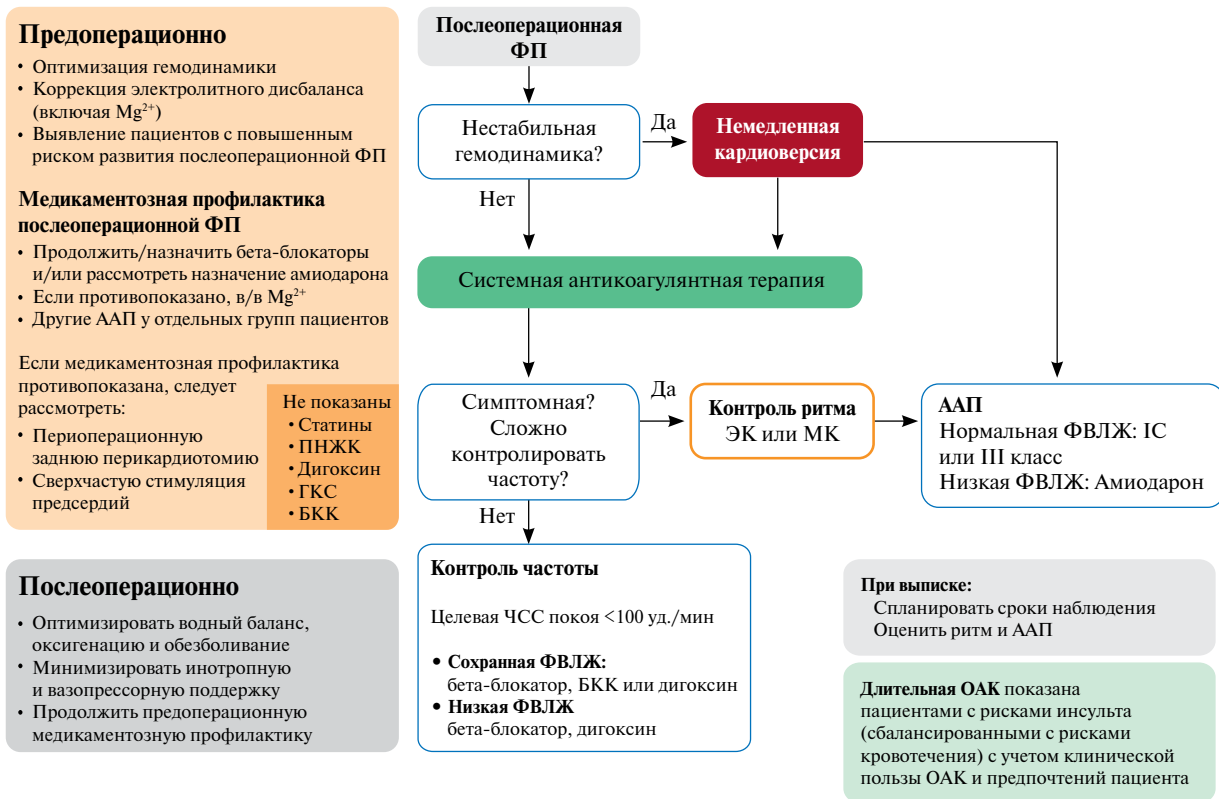 Предоперационно
• Оптимизация гемодинамики
• Коррекция электролитного дисбаланса
(включая Mg²⁺)
• Выявление пациентов с повышенным
риском развития послеоперационной ФП
Медикаментозная профилактика
послеоперационной ФП
• Продолжить/назначить бета-блокаторы
и/или рассмотреть назначение амиодарона
• Если противопоказано, в/в Mg²⁺
• Другие ААП у отдельных групп пациентов
Если медикаментозная профилактика
противопоказана, следует
рассмотреть:
• Периоперационную
заднюю перикардиотомию
• Сверхчастую стимуляция
предсердий
Не показаны
• Статины
• ПНЖК
• Дигоксин
• ГКС
• БКК
Послеоперационно
• Оптимизировать водный баланс,
оксигенацию и обезболивание
• Минимизировать инотропную
и вазопрессорную поддержку
• Продолжить предоперационную
медикаментозную профилактику
Послеоперационная
ФП
Нестабильная
гемодинамика?
Да
Немедленная
кардиоверсия
Нет
Системная антикоагулянтная терапия
Симптомная?
Сложно
контролировать
частоту?
Да
Контроль ритма
ЭК или МК
ААП
Нормальная ФВЛЖ: IC
или III класс
Низкая ФВЛЖ: Амиодарон
Нет
Контроль частоты
Целевая ЧСС покоя <100 уд./мин
• Сохранная ФВЛЖ:
бета-блокатор, БКК или дигоксин
• Низкая ФВЛЖ
бета-блокатор, дигоксин
При выписке:
Спланировать сроки наблюдения
Оценить ритм и ААП
Длительная ОАК показана
пациентами с рисками инсульта
(сбалансированными с рисками
кровотечения) с учетом клинической
пользы ОАК и предпочтений пациента